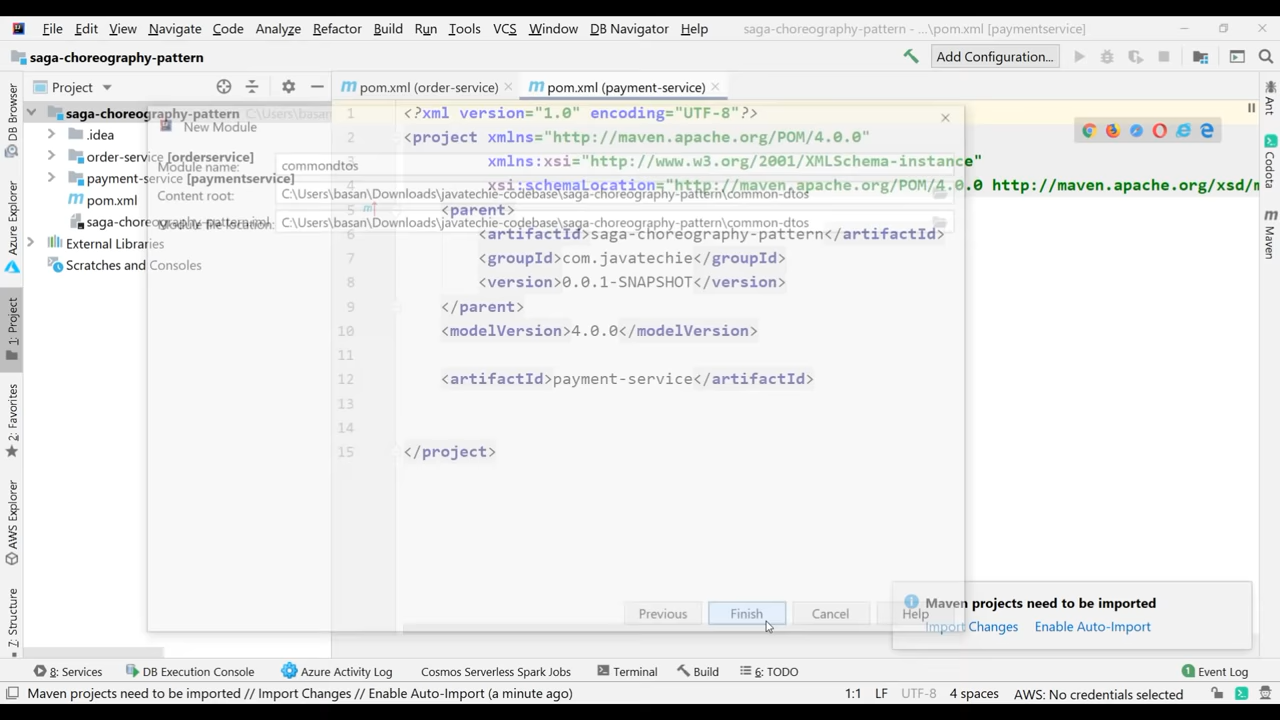 File Edit View Navigate Code Analyze Refactor Build Run Tools VCS Window DB Navigator Help saga-choreography-pattern - ...\pom.xml [paymentservice]
saga-choreography-pattern Add Configuration...
Project pom.xml (order-service) pom.xml (payment-service)
saga-choreography-pattern C:\Users\basan
.idea
order-service [orderservice]
payment-service [paymentservice]
pom.xml
saga-choreography-pattern.iml
External Libraries
Scratches and Consoles
New Module
Module name: commondtos
Content root: C:\Users\basan\Downloads\javatechie-codebase\saga-choreography-pattern\common-dtos
Module file location: C:\Users\basan\Downloads\javatechie-codebase\saga-choreography-pattern\common-dtos
1 <?xml version="1.0" encoding="UTF-8"?>
2 <project xmlns="http://maven.apache.org/POM/4.0.0"
xmlns:xsi="http://www.w3.org/2001/XMLSchema-instance"
4 xsi:schemaLocation="http://maven.apache.org/POM/4.0.0 http://maven.apache.org/xsd/m
5 <parent>
6 <artifactId>saga-choreography-pattern</artifactId>
7 <groupId>com.javatechie</groupId>
8 <version>0.0.1-SNAPSHOT</version>
9 </parent>
10 <modelVersion>4.0.0</modelVersion>
11
12 <artifactId>payment-service</artifactId>
13
14
15 </project>
Previous Finish Cancel Help
Maven projects need to be imported
Import Changes Enable Auto-Import
DB Browser
Azure Explorer
1: Project
2: Favorites
AWS Explorer
7: Structure
Ant
Codota
Maven
8: Services DB Execution Console Azure Activity Log Cosmos Serverless Spark Jobs Terminal Build 6: TODO Event Log
Maven projects need to be imported // Import Changes // Enable Auto-Import (a minute ago) 1:1 LF UTF-8 4 spaces AWS: No credentials selected